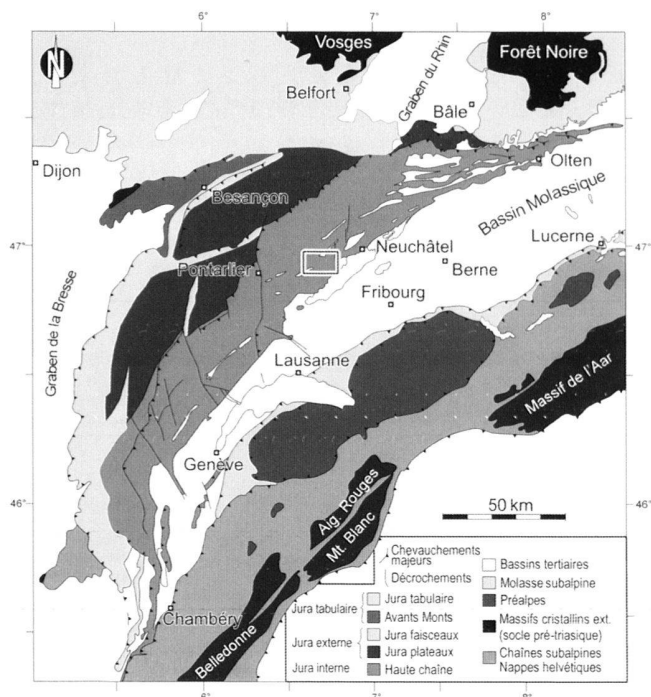 6°
7°
8°
N
Vosges
Forêt Noire
Graben du Rhin
Belfort
Bâle
Dijon
Olten
Besançon
Bassin Molassique
47°
47°
Neuchâtel
Lucerne
Pontarlier
Berne
Fribourg
Graben de la Bresse
Lausanne
Massif de l'Aar
Genève
46°
46°
50 km
Aig. Rouges
Mt. Blanc
Chambéry
Belledonne
Chevauchements majeurs
Décrochements
Jura tabulaire
Jura tabulaire
Avants Monts
Jura externe
Jura faisceaux
Jura plateaux
Jura interne
Haute chaîne
Bassins tertiaires
Molasse subalpine
Préalpes
Massifs cristallins ext.
(socle pré-triasique)
Chaînes subalpines
Nappes helvétiques
6°
7°
8°